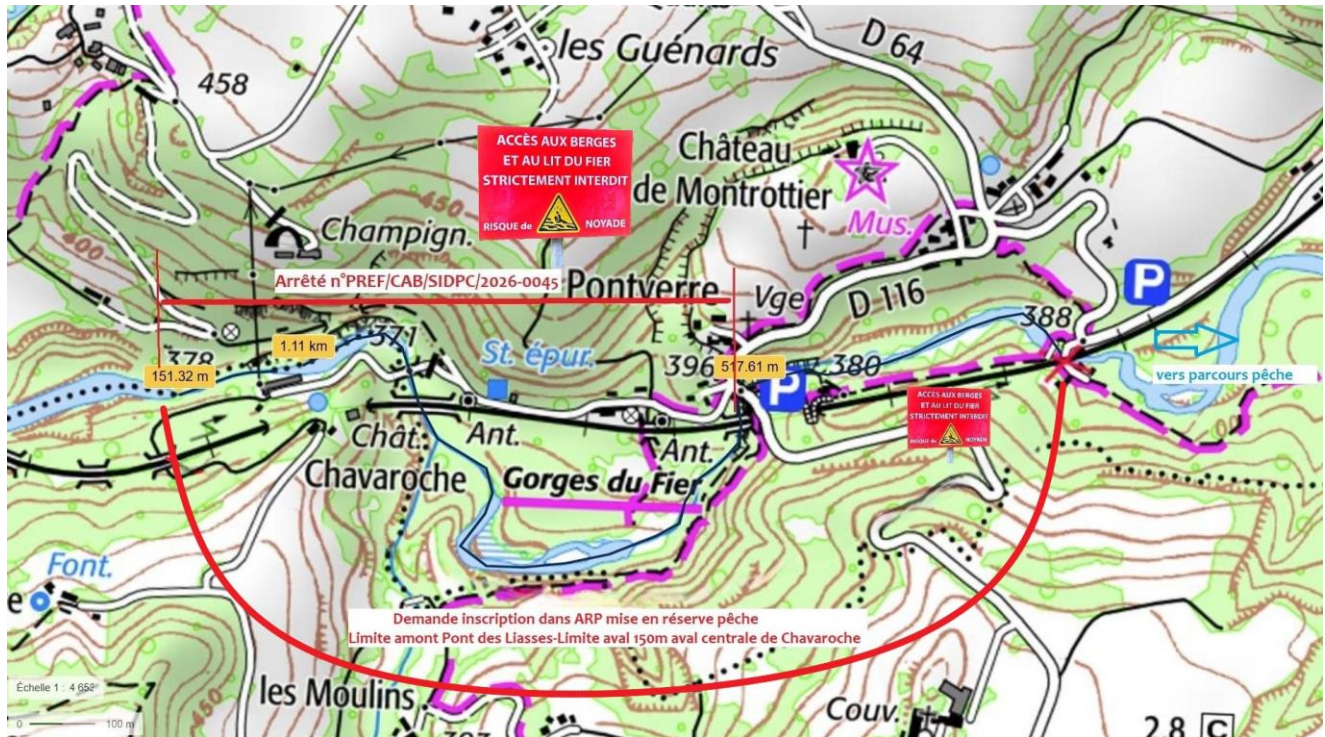 les Guénards
D 64
458
ACCÈS AUX BERGES
ET AU LIT DU FIER
STRICTEMENT INTERDIT
RISQUE de NOYADE
Château
de Montrottier
Mus.
450
400
Champign.
Arrêté n°PREF/CAB/SIDPC/2026-0045
Pontverre
Vge
D 116
P
388
371
1.11 km
378
151.32 m
St. épur.
396
517.61 m
380
P
vers parcours pêche
ACCÈS AUX BERGES
ET AU LIT DU FIER
STRICTEMENT INTERDIT
RISQUE de NOYADE
Chât.
Chavaroche
Ant.
Ant.
Gorges du Fier
Font.
e
Demande inscription dans ARP mise en réserve pêche
Limite amont Pont des Liasses-Limite aval 150m aval centrale de Chavaroche
Échelle 1 : 4 653
0 100 m
450
les Moulins
Couv.
2.8 C